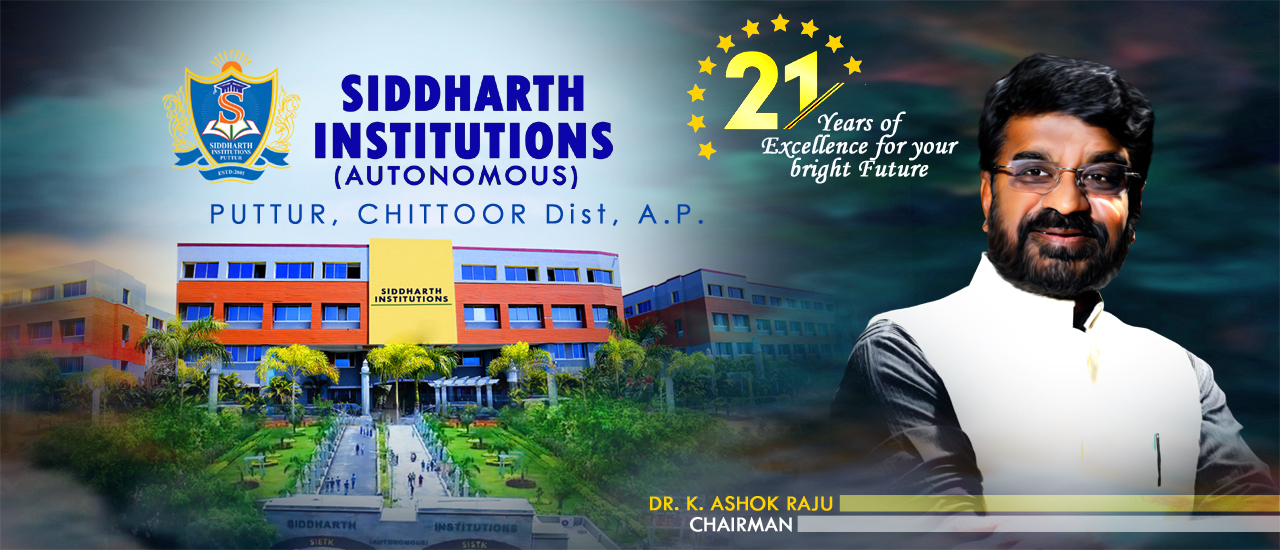 S
SIDDHARTH
INSTITUTIONS
PUTTUR
ESTD-2001
SIDDHARTH
INSTITUTIONS
(AUTONOMOUS)
PUTTUR, CHITTOOR Dist, A.P.
21
Years of
Excellence for your
bright Future
SIDDHARTH
INSTITUTIONS
SIDDHARTH INSTITUTIONS
SIETK (AUTONOMOUS) SISTK
DR. K. ASHOK RAJU
CHAIRMAN